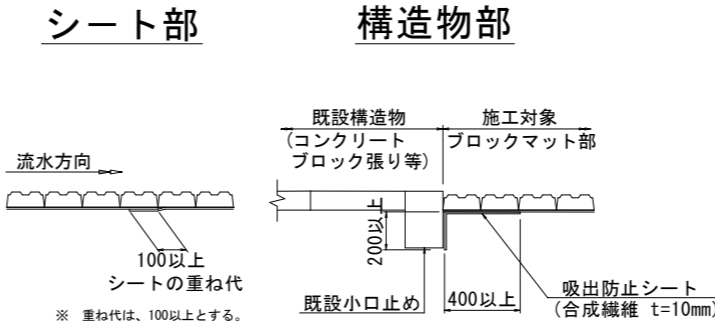 シート部
流水方向
100以上
シートの重ね代
※ 重ね代は、100以上とする。
構造物部
既設構造物
(コンクリート
ブロック張り等)
施工対象
ブロックマット部
200以上
既設小口止め
400以上
吸出防止シート
(合成繊維 t=10mm)